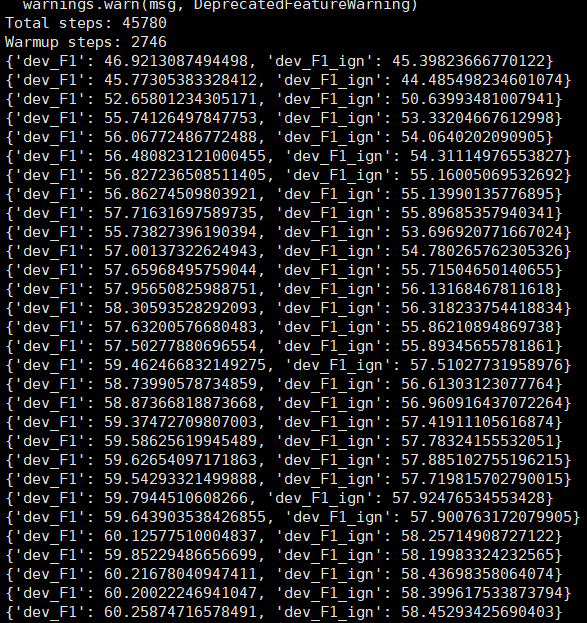 warnings.warn(msg, DeprecatedFeatureWarning)
Total steps: 45780
Warmup steps: 2746
{'dev_F1': 46.9213087494498, 'dev_F1_ign': 45.39823666770122}
{'dev_F1': 45.77305383328412, 'dev_F1_ign': 44.485498234601074}
{'dev_F1': 52.65801234305171, 'dev_F1_ign': 50.63993481007941}
{'dev_F1': 55.74126497847753, 'dev_F1_ign': 53.33204667612998}
{'dev_F1': 56.06772486772488, 'dev_F1_ign': 54.0640202090905}
{'dev_F1': 56.480823121000455, 'dev_F1_ign': 54.31114976553827}
{'dev_F1': 56.827236508511405, 'dev_F1_ign': 55.16005069532692}
{'dev_F1': 56.86274509803921, 'dev_F1_ign': 55.13990135776895}
{'dev_F1': 57.71631697589735, 'dev_F1_ign': 55.89685357940341}
{'dev_F1': 55.73827396190394, 'dev_F1_ign': 53.696920771667024}
{'dev_F1': 57.00137322624943, 'dev_F1_ign': 54.780265762305326}
{'dev_F1': 57.65968495759044, 'dev_F1_ign': 55.71504650140655}
{'dev_F1': 57.95650825988751, 'dev_F1_ign': 56.13168467811618}
{'dev_F1': 58.30593528292093, 'dev_F1_ign': 56.318233754418834}
{'dev_F1': 57.63200576680483, 'dev_F1_ign': 55.86210894869738}
{'dev_F1': 57.50277880696554, 'dev_F1_ign': 55.89345655781861}
{'dev_F1': 59.462466832149275, 'dev_F1_ign': 57.51027731958976}
{'dev_F1': 58.73990578734859, 'dev_F1_ign': 56.61303123077764}
{'dev_F1': 58.87366818873668, 'dev_F1_ign': 56.960916437072264}
{'dev_F1': 59.37472709807003, 'dev_F1_ign': 57.41911105616874}
{'dev_F1': 59.58625619945489, 'dev_F1_ign': 57.78324155532051}
{'dev_F1': 59.62654097171863, 'dev_F1_ign': 57.885102755196215}
{'dev_F1': 59.54293321499888, 'dev_F1_ign': 57.719815702790015}
{'dev_F1': 59.7944510608266, 'dev_F1_ign': 57.92476534553428}
{'dev_F1': 59.643903538426855, 'dev_F1_ign': 57.900763172079905}
{'dev_F1': 60.12577510004837, 'dev_F1_ign': 58.25714908727122}
{'dev_F1': 59.85229486656699, 'dev_F1_ign': 58.19983324232565}
{'dev_F1': 60.21678040947411, 'dev_F1_ign': 58.43698358064074}
{'dev_F1': 60.20022246941047, 'dev_F1_ign': 58.399617533873794}
{'dev_F1': 60.25874716578491, 'dev_F1_ign': 58.45293425690403}